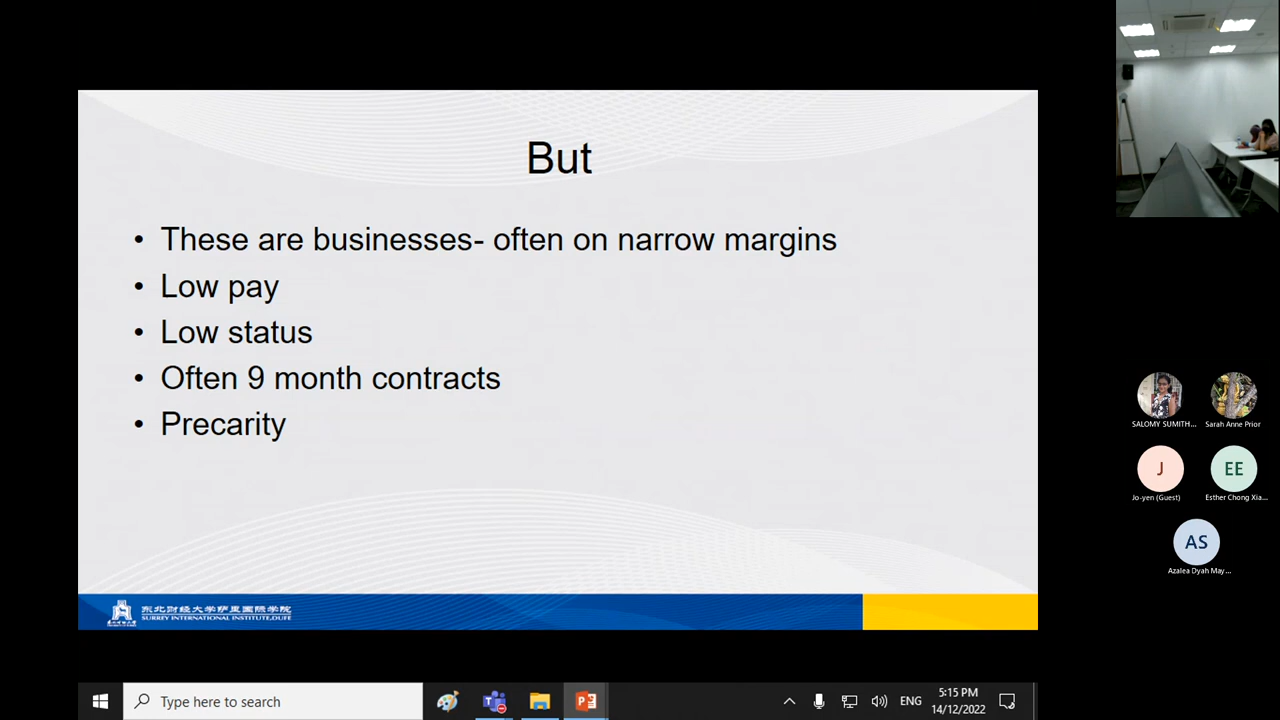 But
• These are businesses- often on narrow margins
• Low pay
• Low status
• Often 9 month contracts
• Precarity
东北财经大学萨里国际学院
SURREY INTERNATIONAL INSTITUTE,DUFE
SALOMY SUMITH...
Sarah Anne Prior
J
EE
Jo-yen (Guest)
Esther Chong Xia...
AS
Azalea Dyah May...
Type here to search
ENG
5:15 PM
14/12/2022